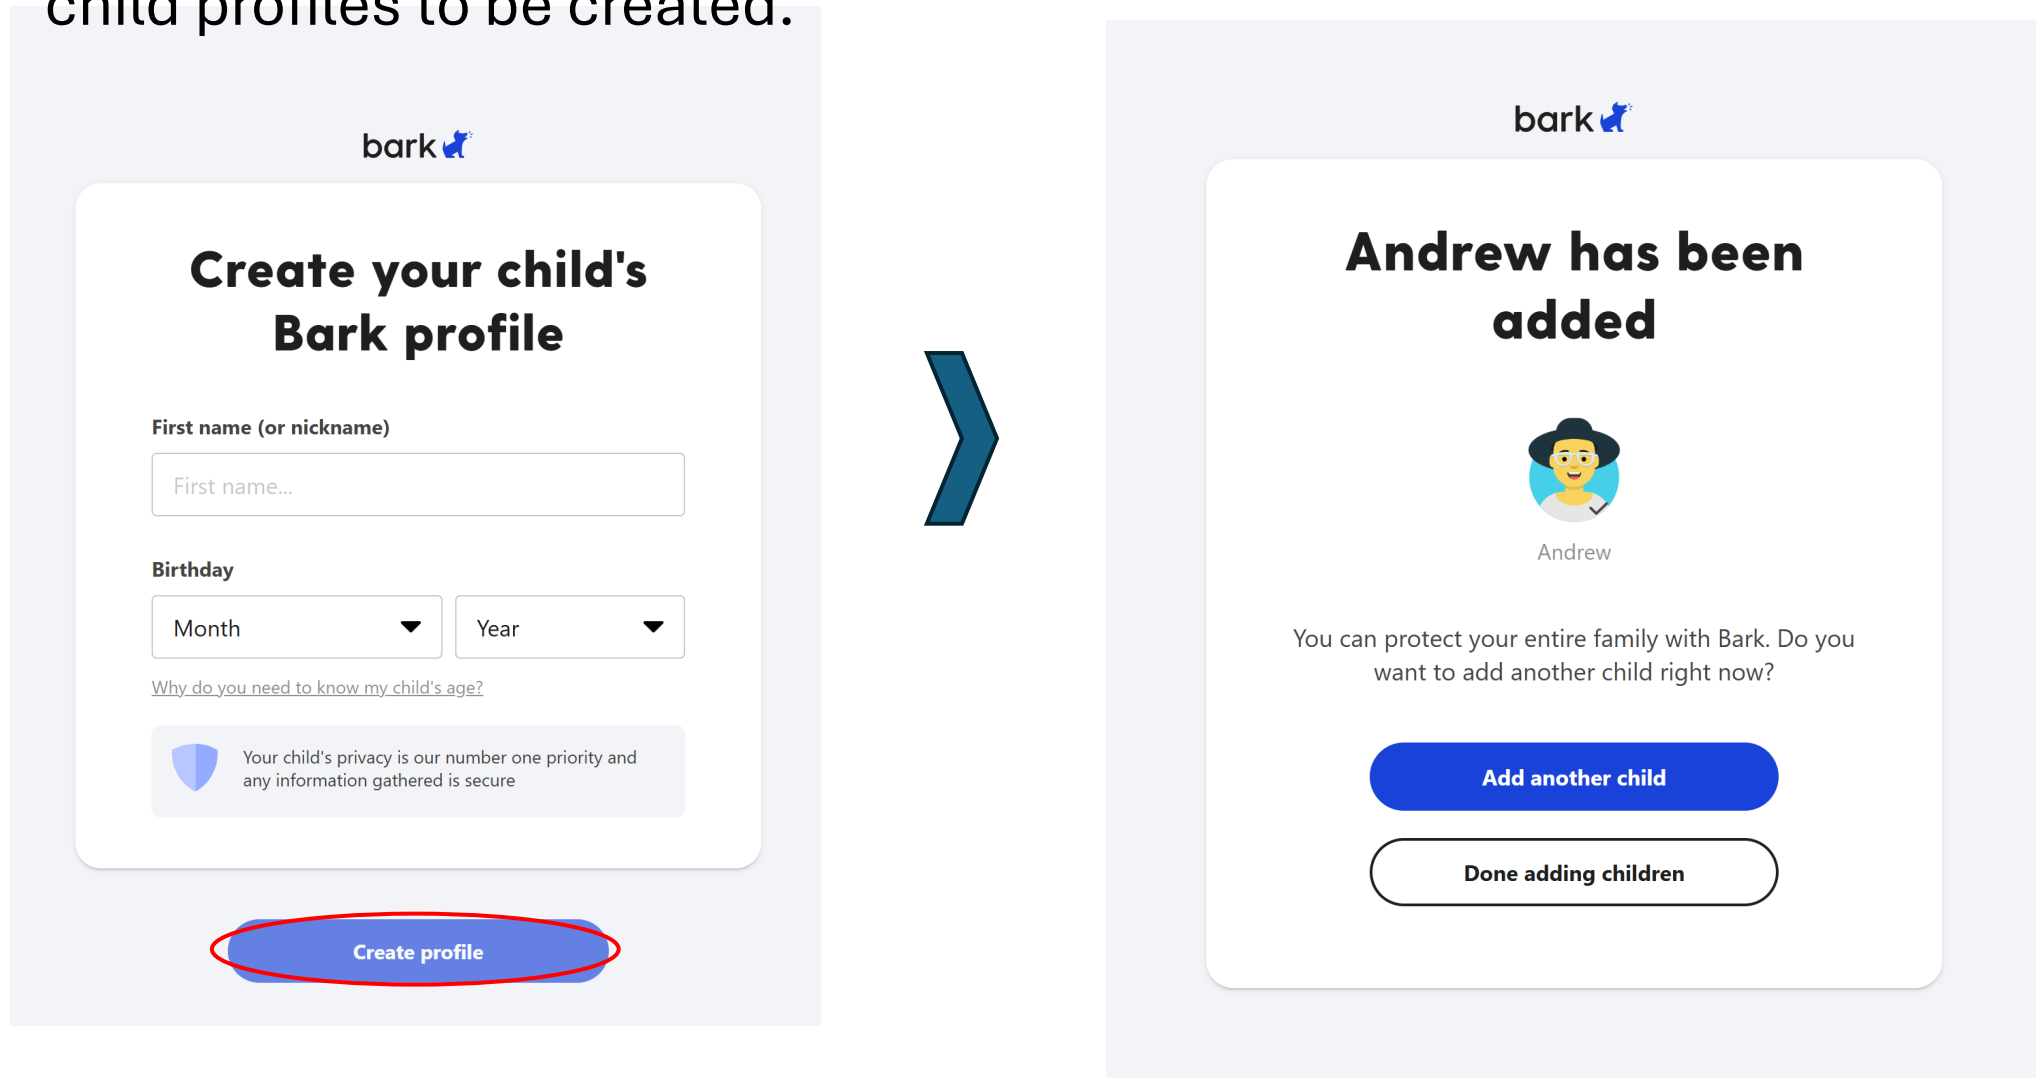 child profiles to be created.
bark
Create your child's
Bark profile
First name (or nickname)
First name...
Birthday
Month
Year
Why do you need to know my child's age?
Your child's privacy is our number one priority and
any information gathered is secure
Create profile
bark
Andrew has been
added
Andrew
You can protect your entire family with Bark. Do you
want to add another child right now?
Add another child
Done adding children